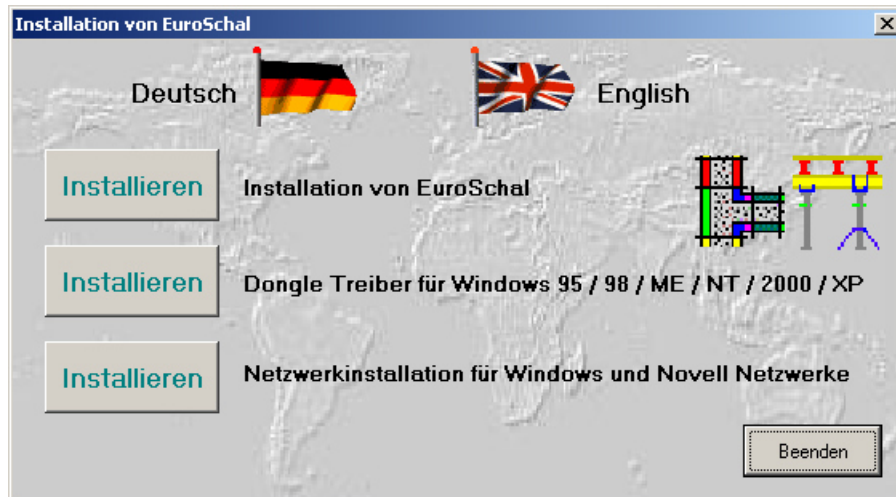 Installation von EuroSchal
Deutsch English
Installieren Installation von EuroSchal
Installieren Dongle Treiber für Windows 95 / 98 / ME / NT / 2000 / XP
Installieren Netzwerkinstallation für Windows und Novell Netzwerke
Beenden